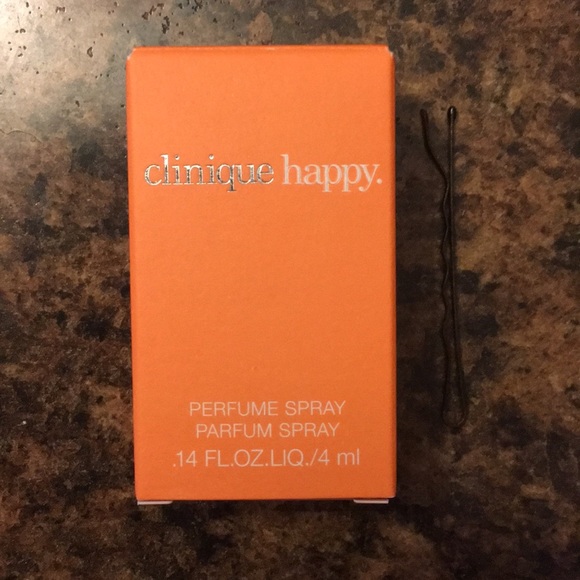 clinique happy.
PERFUME SPRAY
PARFUM SPRAY
.14 FL.OZ.LIQ./4 ml